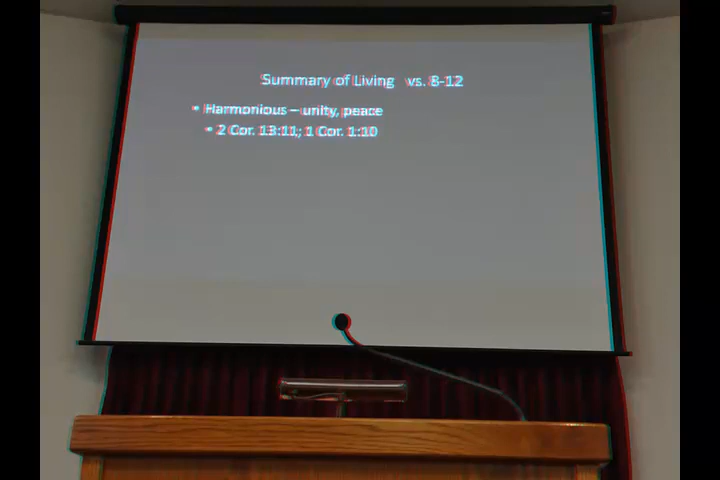 Summary of Living vs. 8-12
• Harmonious – unity, peace
• 2 Cor. 13:11; 1 Cor. 1:10